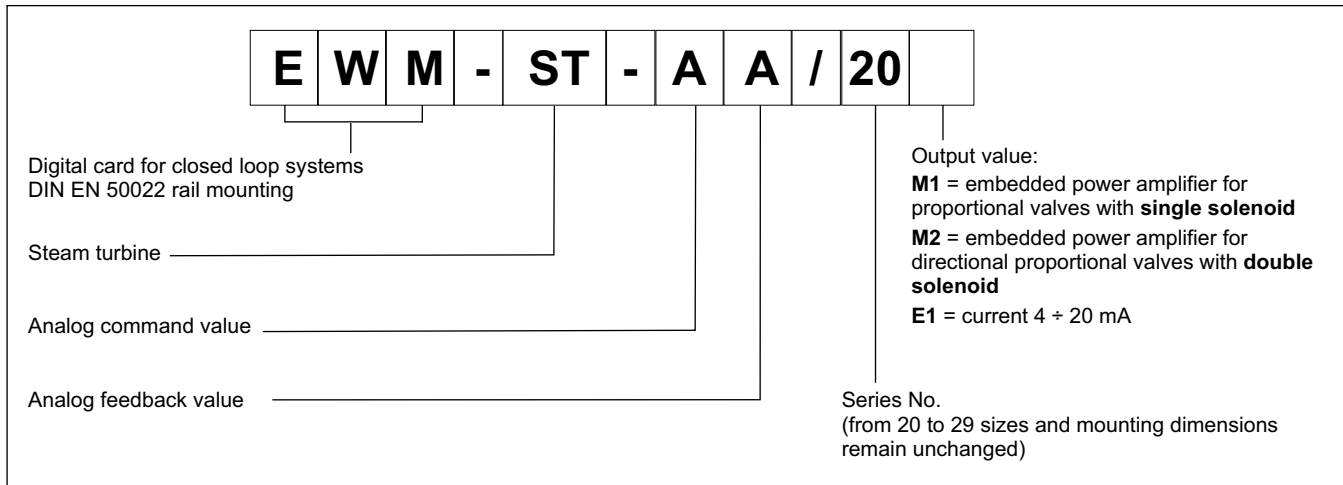 E W M - ST - A A / 20
Digital card for closed loop systems
DIN EN 50022 rail mounting
Steam turbine
Analog command value
Analog feedback value
Output value:
M1 = embedded power amplifier for
proportional valves with single solenoid
M2 = embedded power amplifier for
directional proportional valves with double
solenoid
E1 = current 4 ÷ 20 mA
Series No.
(from 20 to 29 sizes and mounting dimensions
remain unchanged)